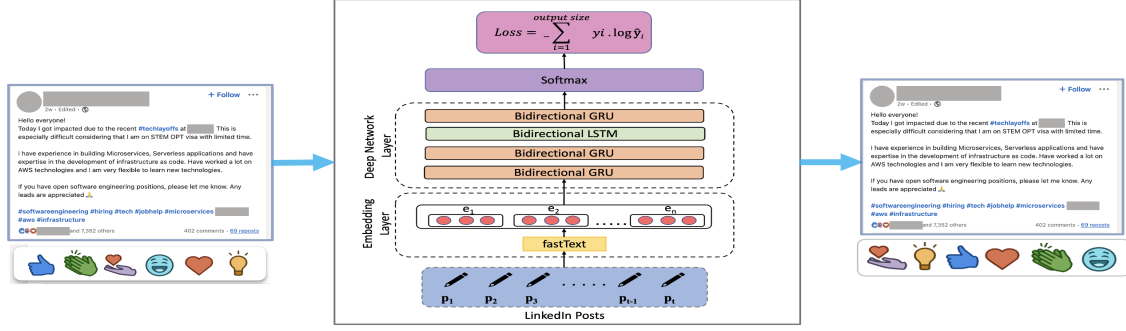 + Follow ...
2w • Edited •
Hello everyone!
Today I got impacted due to the recent #techlayoffs at This is
especially difficult considering that I am on STEM OPT visa with limited time.
I have experience in building Microservices, Serverless applications and have
expertise in the development of infrastructure as code. Have worked a lot on
AWS technologies and I am very flexible to learn new technologies.
If you have open software engineering positions, please let me know. Any
leads are appreciated 🙏
#softwareengineering #hiring #tech #jobhelp #microservices
#aws #infrastructure
and 7,352 others 402 comments • 69 reposts
Loss = - ∑ output size i=1 yi . log ŷi
Softmax
Deep Network
Layer
Bidirectional GRU
Bidirectional LSTM
Bidirectional GRU
Bidirectional GRU
Embedding
Layer
e1 e2 ..... en
fastText
p1 p2 p3 ..... pt-1 pt
LinkedIn Posts
+ Follow ...
2w • Edited •
Hello everyone!
Today I got impacted due to the recent #techlayoffs at This is
especially difficult considering that I am on STEM OPT visa with limited time.
I have experience in building Microservices, Serverless applications and have
expertise in the development of infrastructure as code. Have worked a lot on
AWS technologies and I am very flexible to learn new technologies.
If you have open software engineering positions, please let me know. Any
leads are appreciated 🙏
#softwareengineering #hiring #tech #jobhelp #microservices
#aws #infrastructure
and 7,352 others 402 comments • 69 reposts